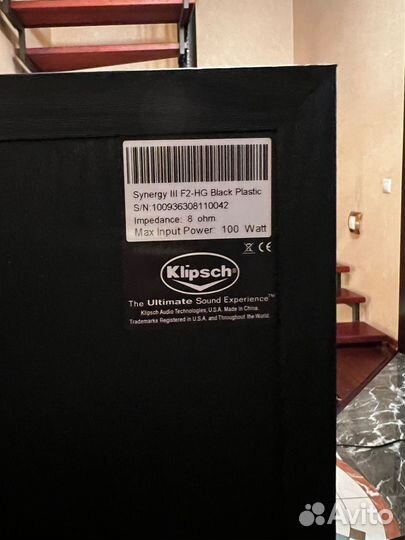 Synergy III F2-HG Black Plastic
S/N:100936308110042
Impedance: 8 ohm
Max Input Power: 100 Watt
CE
Klipsch®
The Ultimate Sound Experience™
Klipsch Audio Technologies, U.S.A. Made in China.
Trademarks Registered in U.S.A. and Throughout the World.
Avito